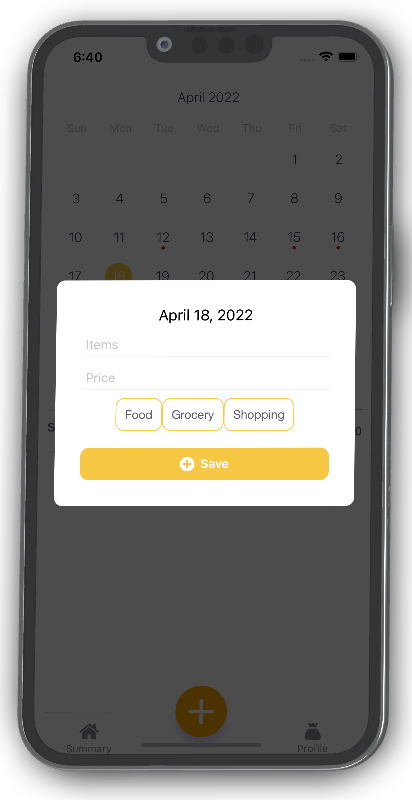 6:40
April 2022
Sun Mon Tue Wed Thu Fri Sat
1 2
3 4 5 6 7 8 9
10 11 12 13 14 15 16
17 18 19 20 21 22 23
April 18, 2022
Items
Price
Food Grocery Shopping
S 0
Save
Summary Profile